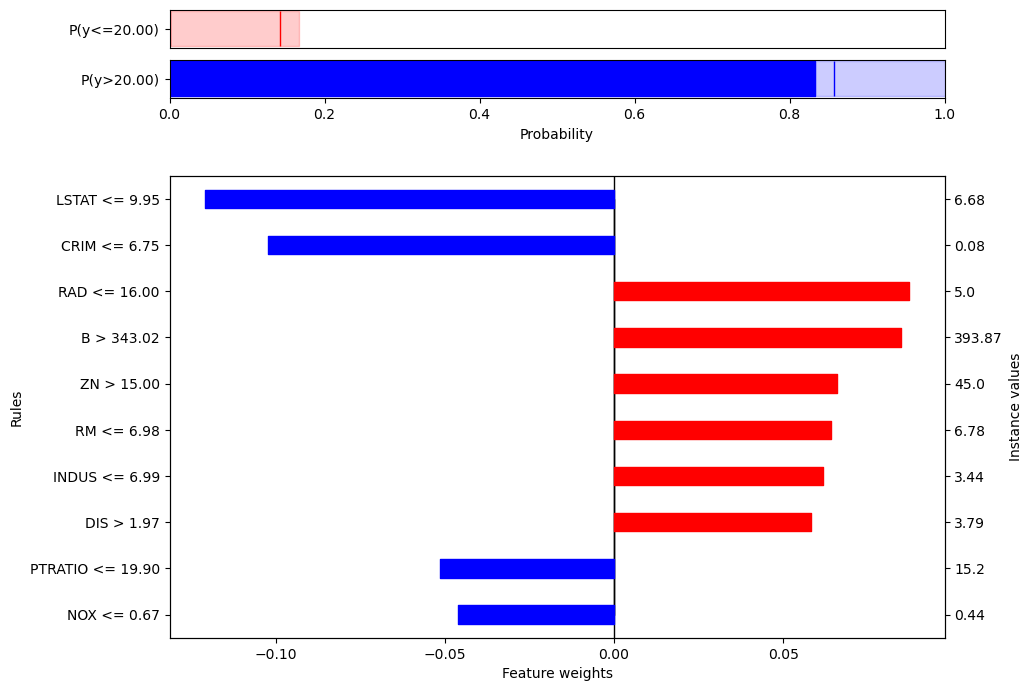 P(y<=20.00)
P(y>20.00)
0.0 0.2 0.4 0.6 0.8 1.0
Probability
LSTAT <= 9.95 6.68
CRIM <= 6.75 0.08
RAD <= 16.00 5.0
B > 343.02 393.87
ZN > 15.00 45.0
RM <= 6.98 6.78
INDUS <= 6.99 3.44
DIS > 1.97 3.79
PTRATIO <= 19.90 15.2
NOX <= 0.67 0.44
Rules
Instance values
−0.10 −0.05 0.00 0.05
Feature weights